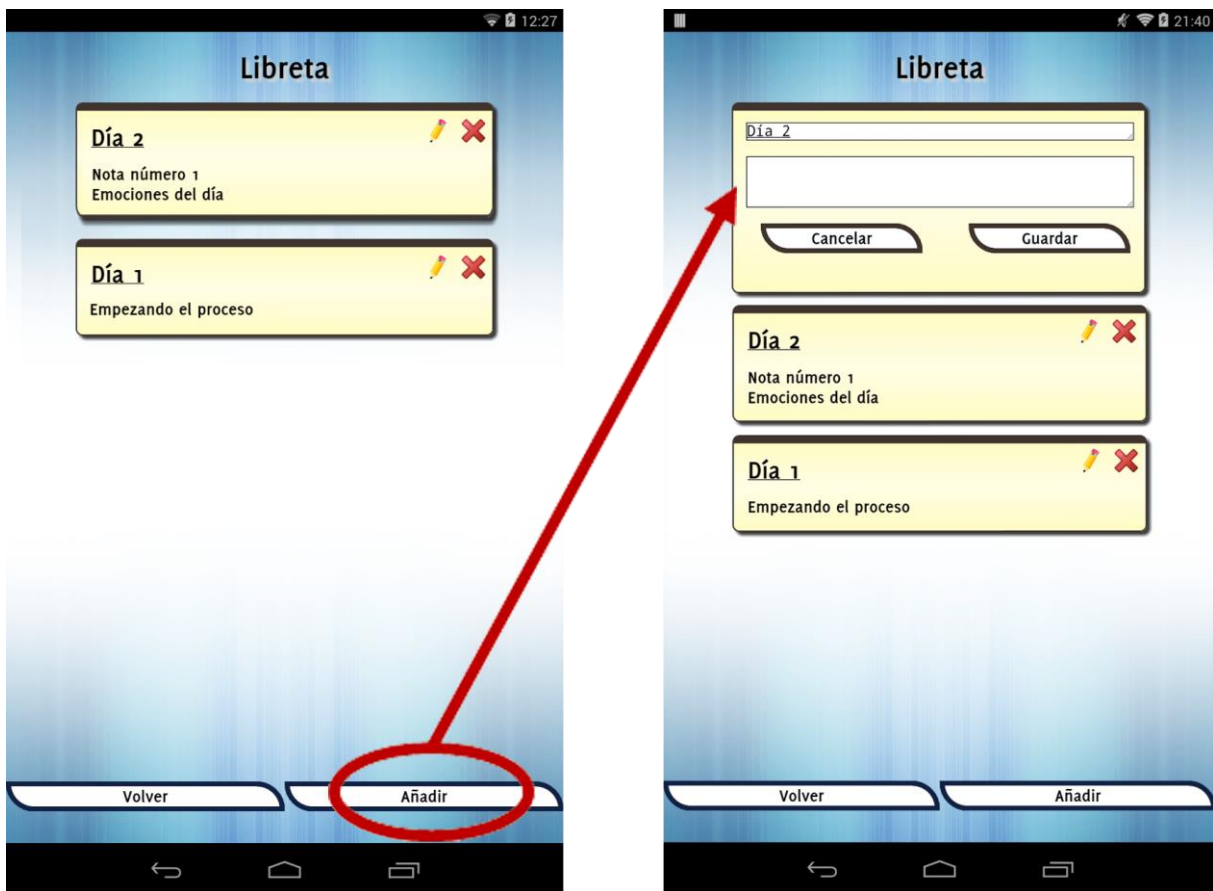 12:27
Libreta
Día 2
Nota número 1
Emociones del día
Día 1
Empezando el proceso
Volver
Añadir
21:40
Libreta
Día 2
Cancelar
Guardar
Día 2
Nota número 1
Emociones del día
Día 1
Empezando el proceso
Volver
Añadir